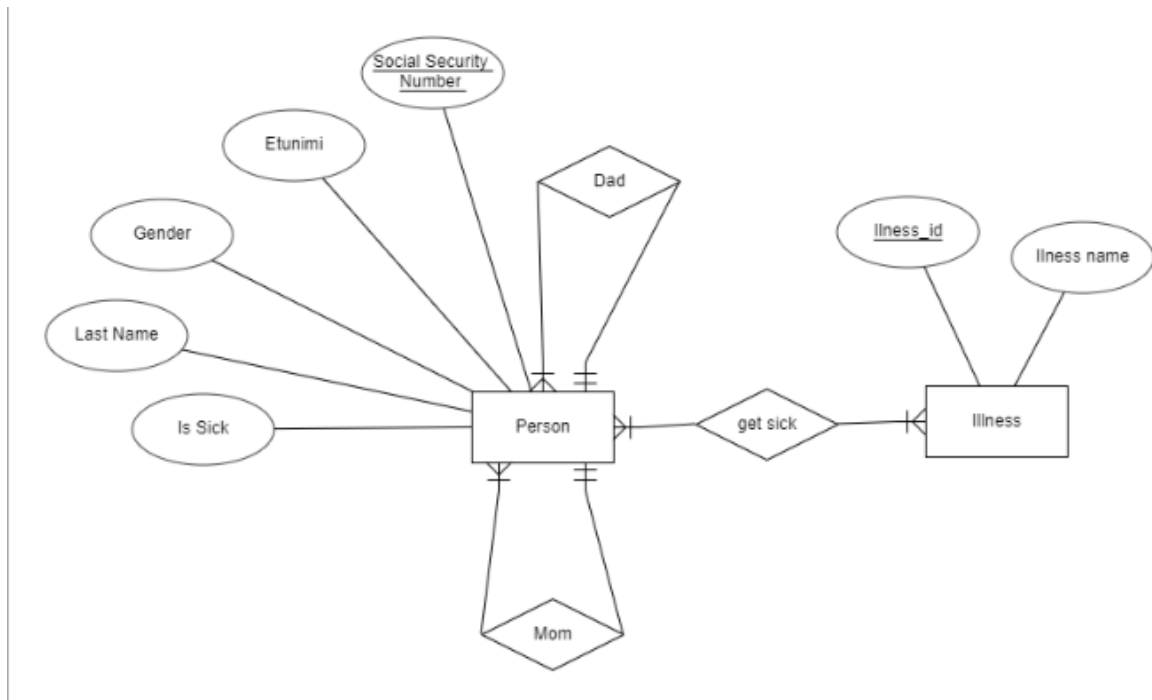 Social Security
Number
Etunimi
Dad
Gender
Ilness_id
Ilness name
Last Name
Is Sick
Person
get sick
Illness
Mom